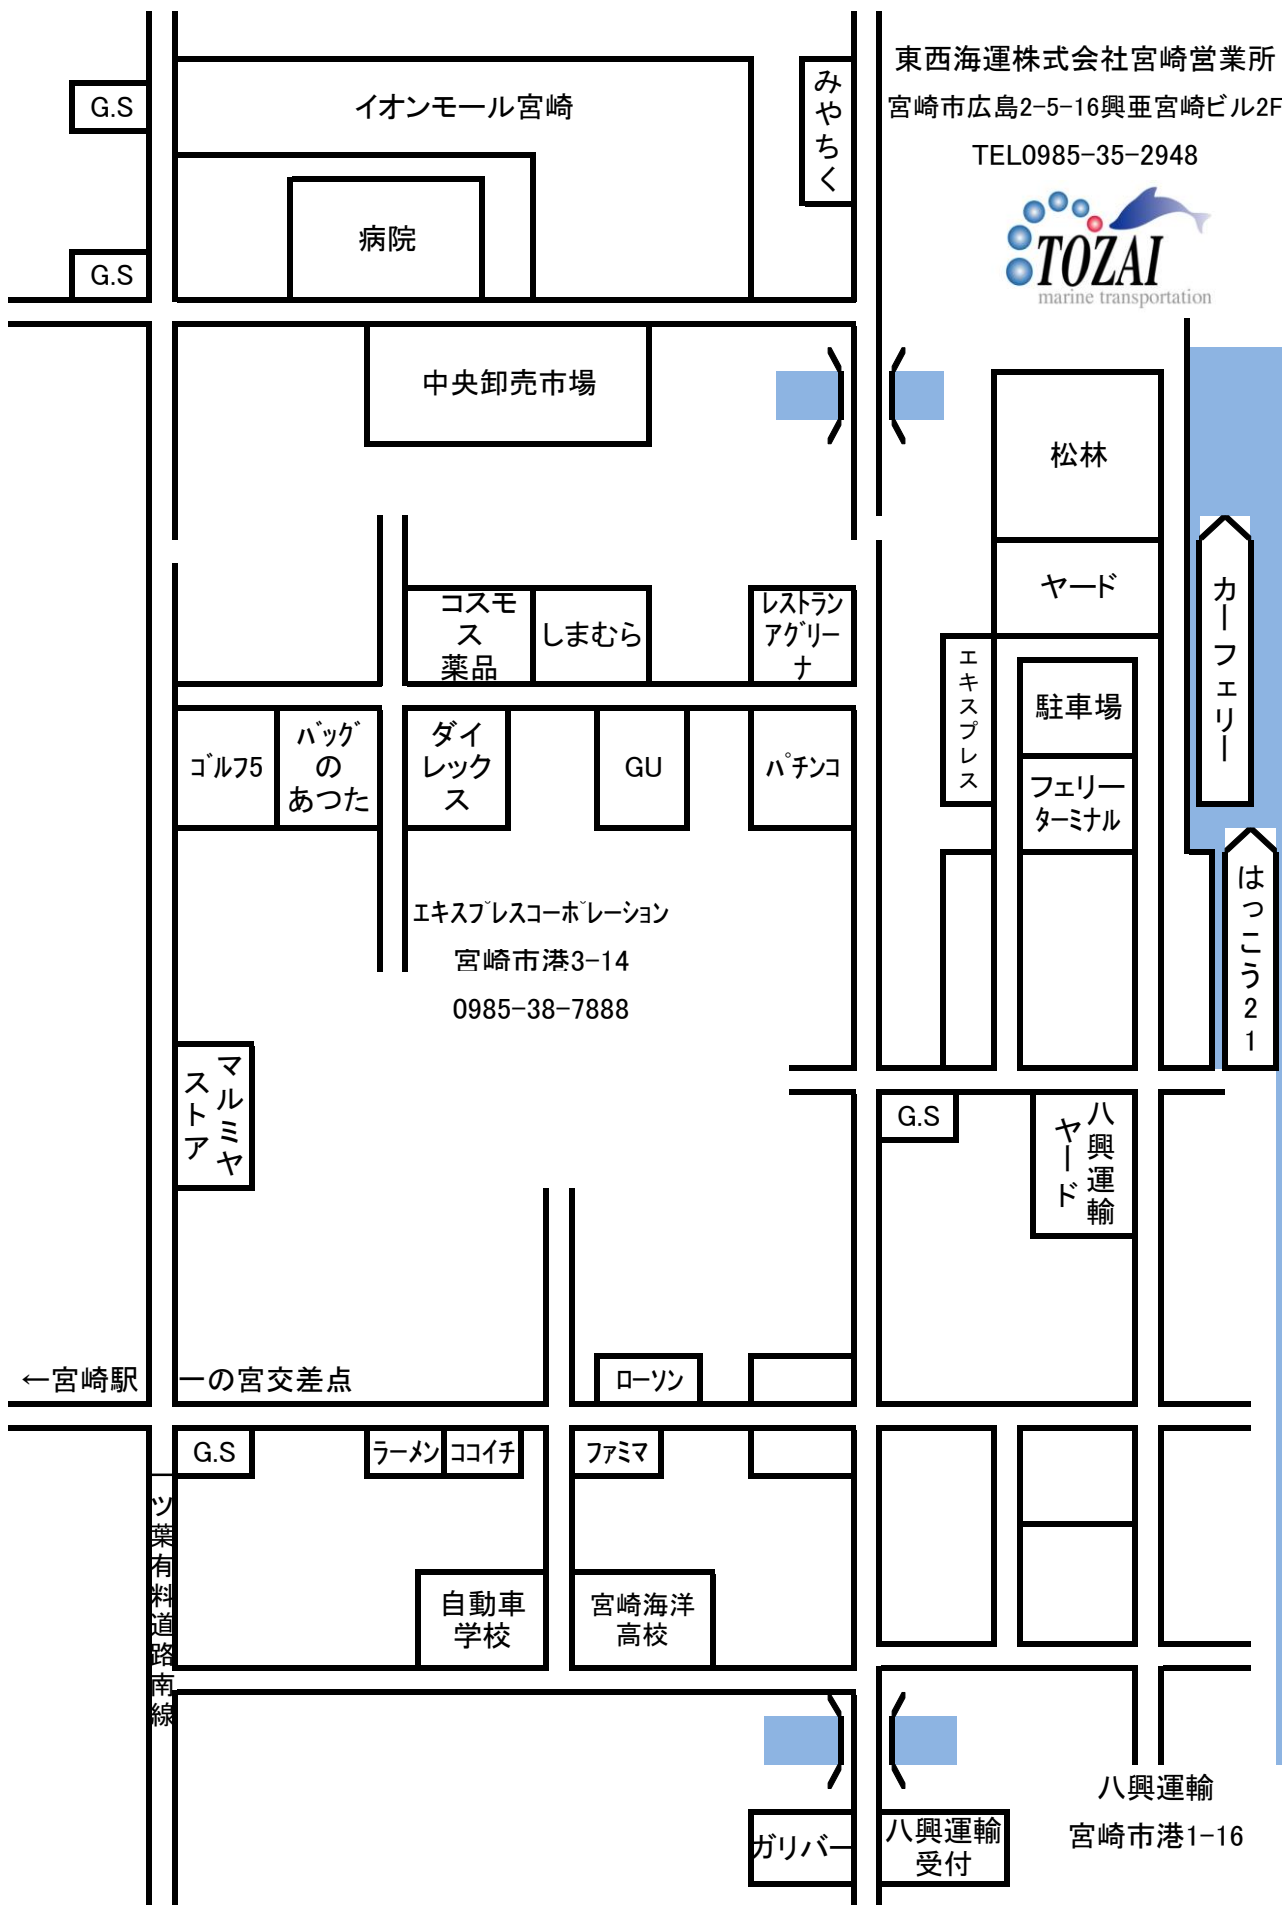 東西海運株式会社宮崎営業所
宮崎市広島2-5-16興亜宮崎ビル2F
TEL0985-35-2948
TOZAI
marine transportation
G.S
イオンモール宮崎
みやちく
病院
G.S
中央卸売市場
松林
ヤード
カーフェリー
コスモ
ス
薬品
しまむら
レストラン
アグリー
ナ
エキスプレス
駐車場
フェリー
ターミナル
ゴルフ5
バッグ
の
あつた
ダイ
レック
ス
GU
パチンコ
はっこう21
エキスプレスコーポレーション
宮崎市港3-14
0985-38-7888
マルミヤ
ストア
G.S
八興運輸
ヤード
←宮崎駅
一の宮交差点
ローソン
G.S
ラーメン
ココイチ
ファミマ
一ツ葉有料道路南線
自動車
学校
宮崎海洋
高校
ガリバー
八興運輸
受付
八興運輸
宮崎市港1-16